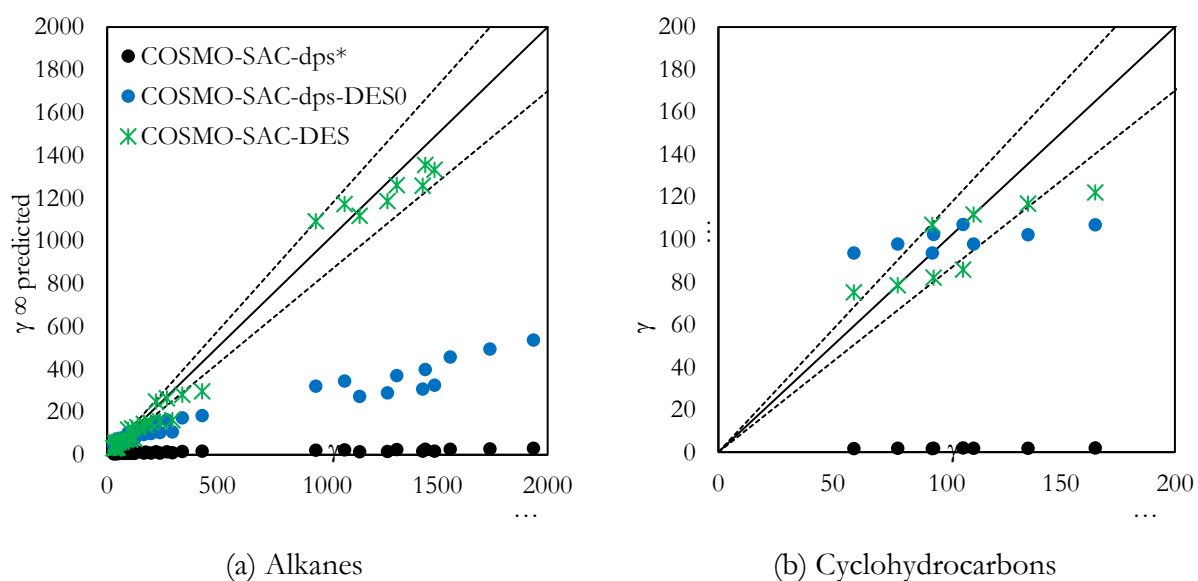 2000
1800
1600
1400
1200
1000
800
600
400
200
0
γ ∞ predicted
COSMO-SAC-dps*
COSMO-SAC-dps-DES0
COSMO-SAC-DES
0 500 1000 1500 2000
γ
…
(a) Alkanes
200
180
160
140
120
100
80
60
40
20
0
γ
…
0 50 100 150 200
γ
…
(b) Cyclohydrocarbons